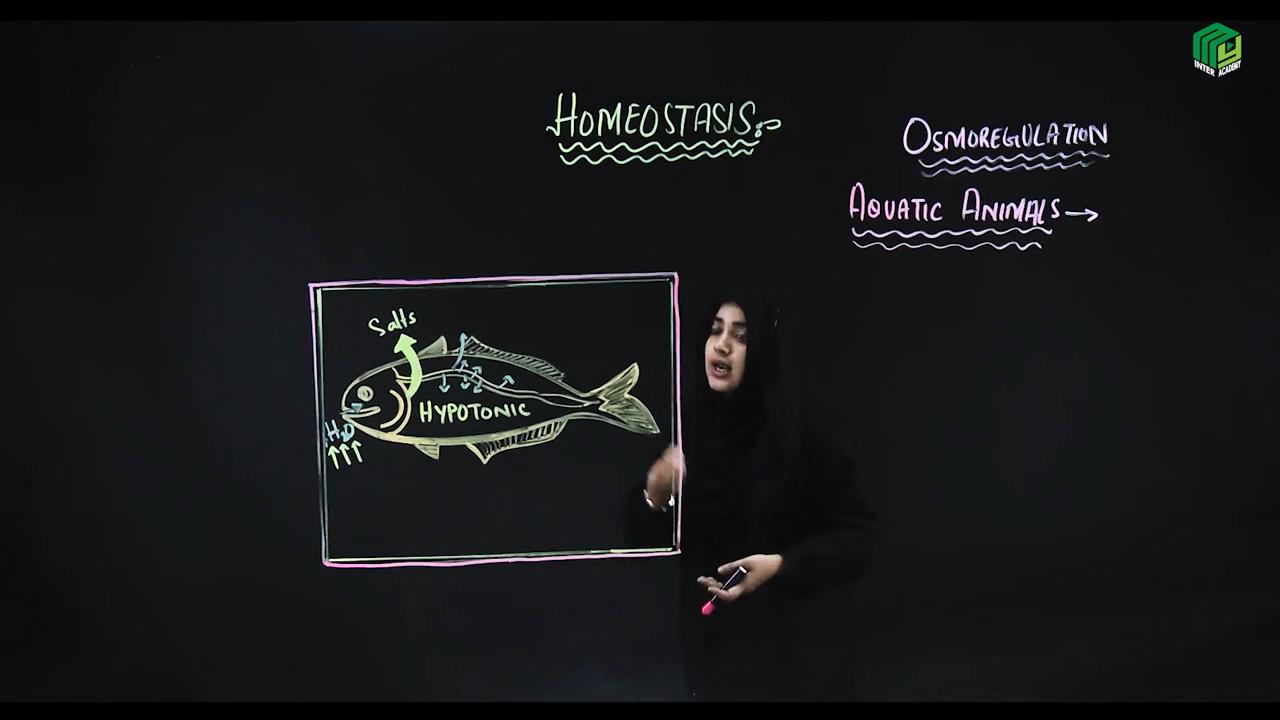 INTER ACADEMY
HOMEOSTASIS:-
OSMOREGULATION
AQUATIC ANIMALS →
Salts
HYPOTONIC
H₂O